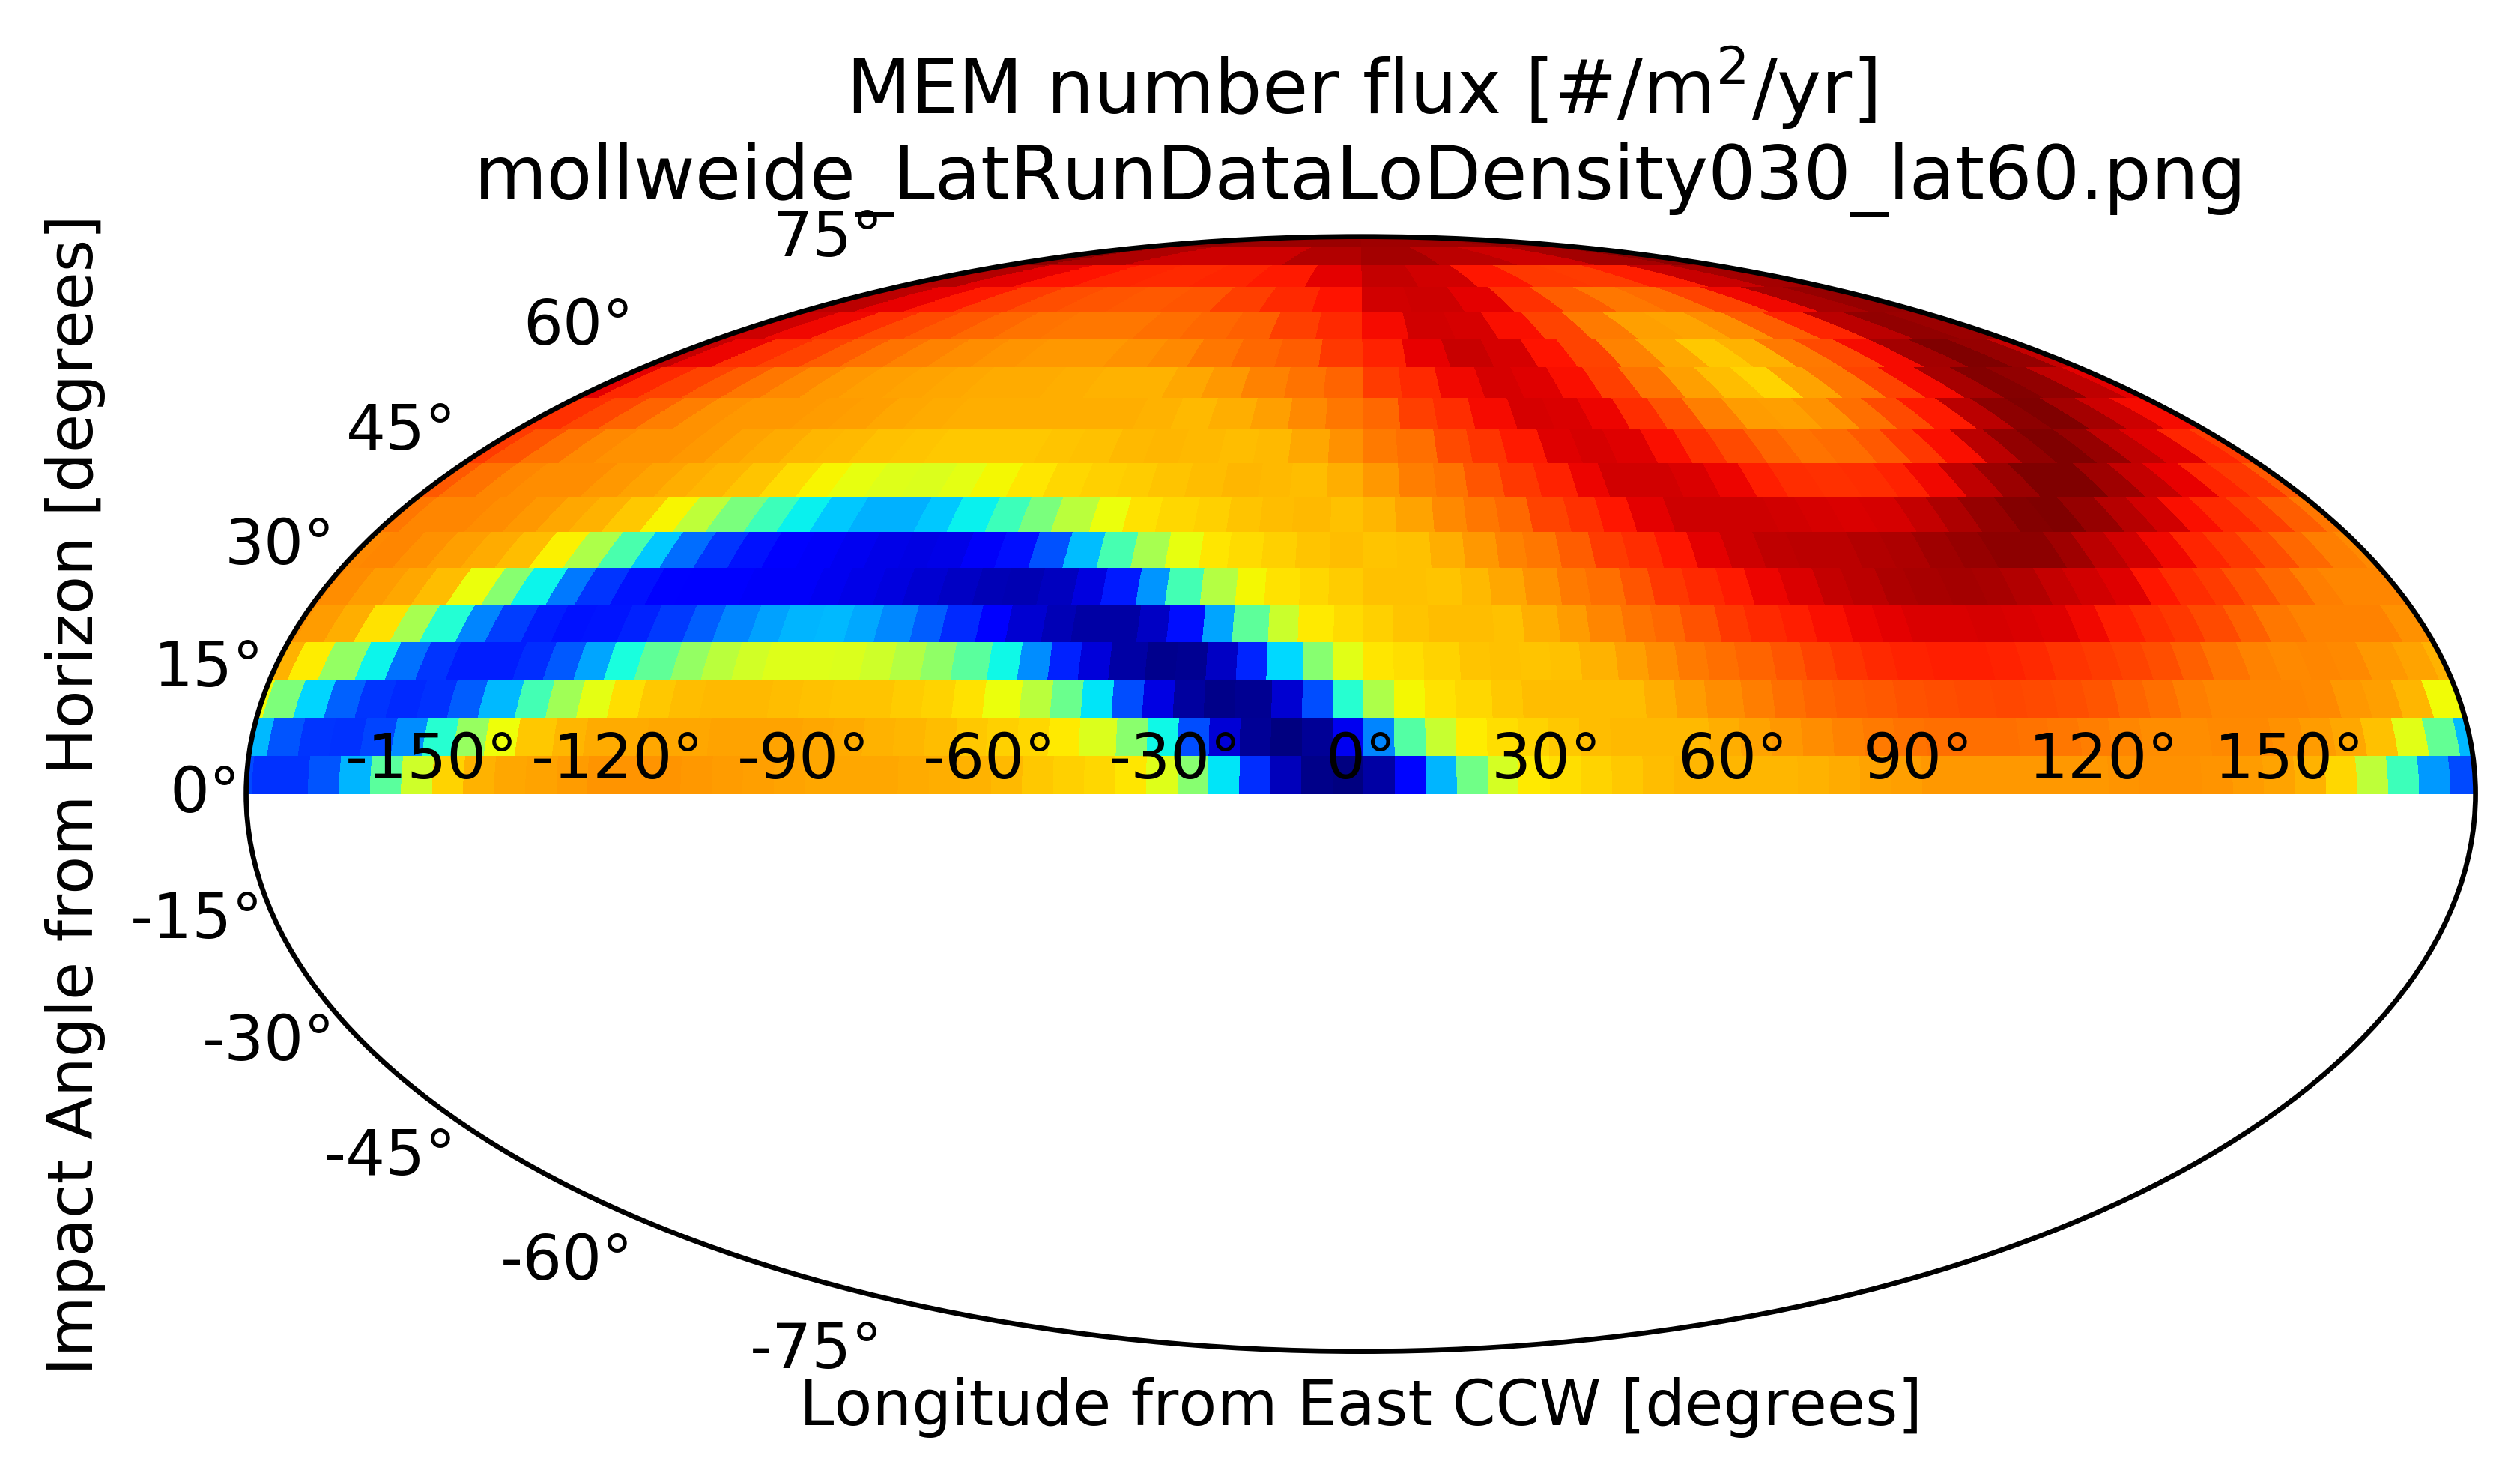 MEM number flux [#/m²/yr]
mollweide_LatRunDataLoDensity030_lat60.png
75°
60°
45°
30°
15°
0°
-15°
-30°
-45°
-60°
-75°
-150° -120° -90° -60° -30° 0° 30° 60° 90° 120° 150°
Impact Angle from Horizon [degrees]
Longitude from East CCW [degrees]